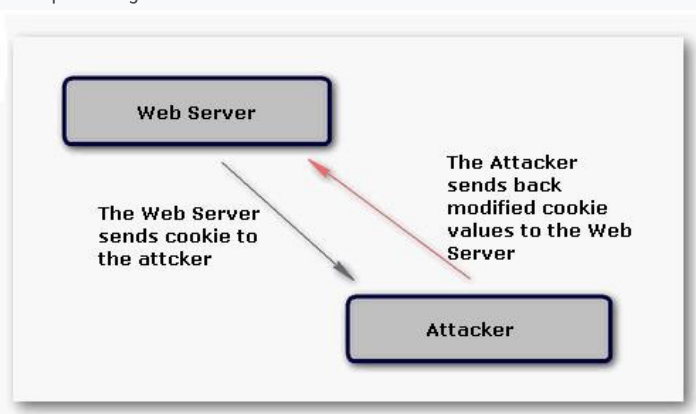 Web Server
The Web Server
sends cookie to
the attcker
The Attacker
sends back
modified cookie
values to the Web
Server
Attacker